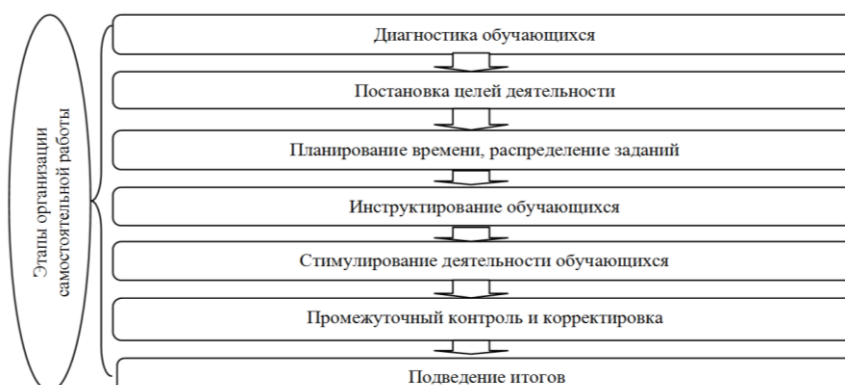 Этапы организации
самостоятельной работы
Диагностика обучающихся
Постановка целей деятельности
Планирование времени, распределение заданий
Инструктирование обучающихся
Стимулирование деятельности обучающихся
Промежуточный контроль и корректировка
Подведение итогов